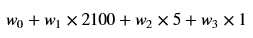 w₀ + w₁ × 2100 + w₂ × 5 + w₃ × 1